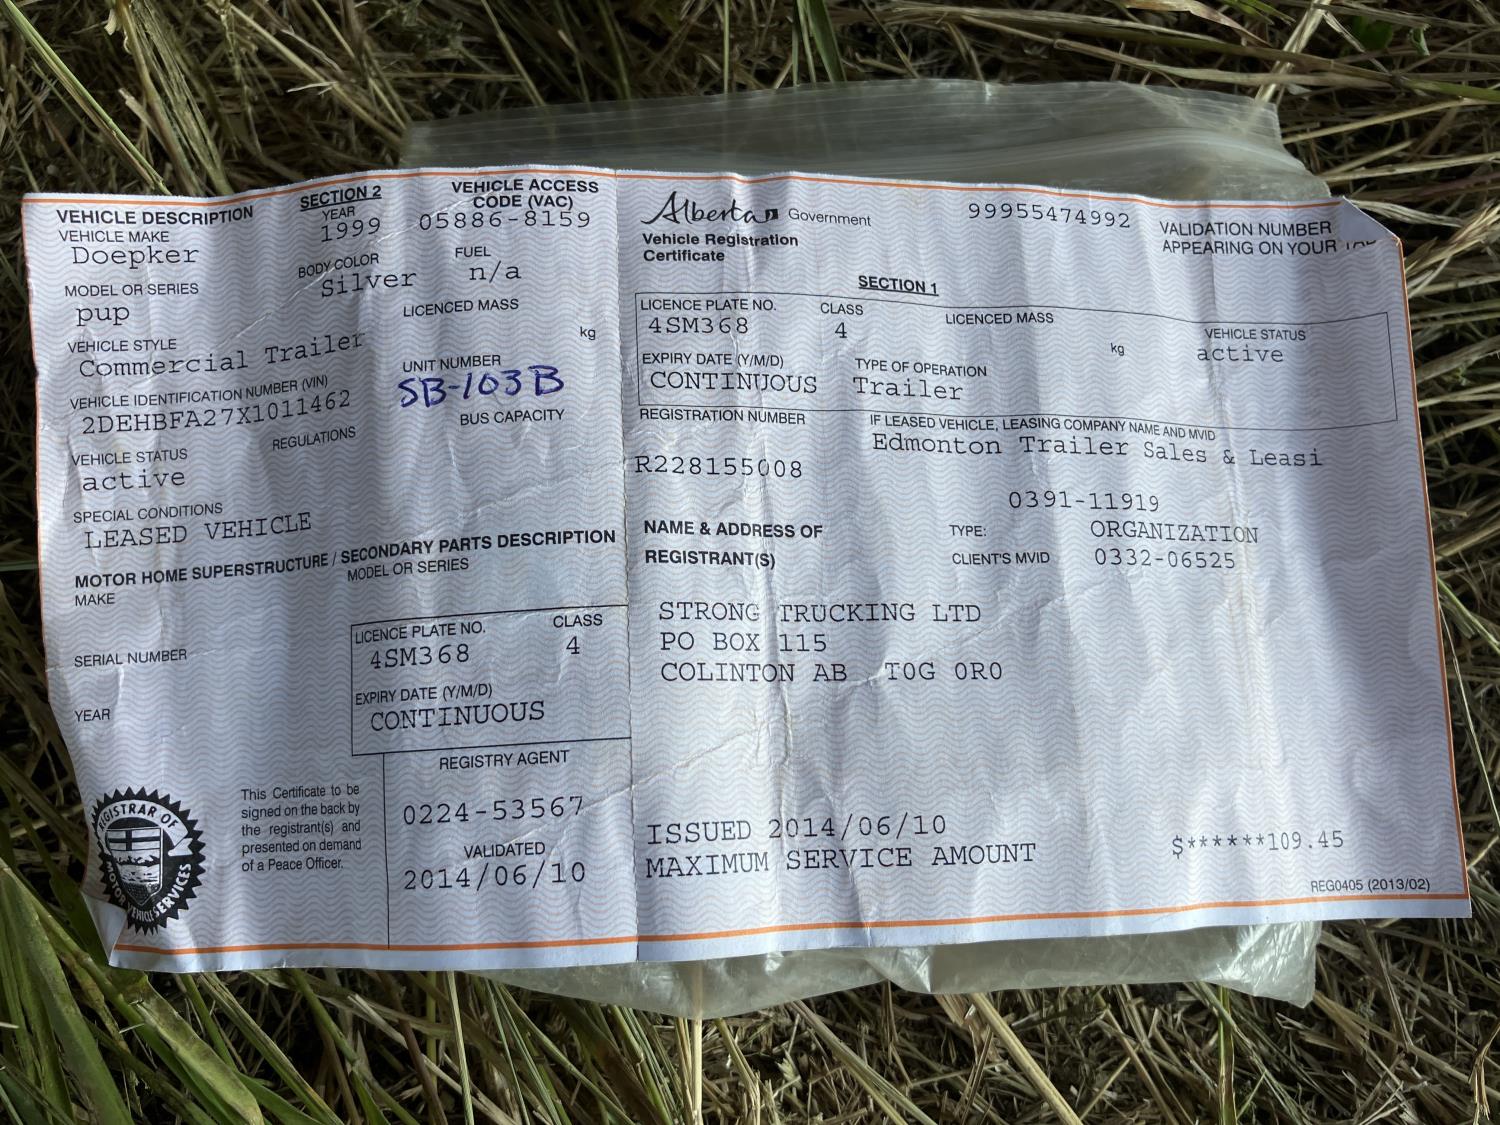 VEHICLE DESCRIPTION
SECTION 2
VEHICLE ACCESS
CODE (VAC)
VEHICLE MAKE
YEAR
Doepker
1999
05886-8159
BODY COLOR
FUEL
Silver
n/a
MODEL OR SERIES
pup
LICENCED MASS
kg
VEHICLE STYLE
Commercial Trailer
UNIT NUMBER
SB-103B
VEHICLE IDENTIFICATION NUMBER (VIN)
2DEHBFA27X1011462
BUS CAPACITY
REGULATIONS
VEHICLE STATUS
active
SPECIAL CONDITIONS
LEASED VEHICLE
MOTOR HOME SUPERSTRUCTURE / SECONDARY PARTS DESCRIPTION
MAKE
MODEL OR SERIES
LICENCE PLATE NO.
CLASS
4SM368
4
SERIAL NUMBER
EXPIRY DATE (Y/M/D)
CONTINUOUS
YEAR
REGISTRY AGENT
0224-53567
VALIDATED
2014/06/10
This Certificate to be
signed on the back by
the registrant(s) and
presented on demand
of a Peace Officer.
REGISTRAR OF
MOTOR VEHICLE SERVICES
Alberta Government
99955474992
VALIDATION NUMBER
APPEARING ON YOUR
Vehicle Registration
Certificate
SECTION 1
LICENCE PLATE NO.
CLASS
LICENCED MASS
VEHICLE STATUS
4SM368
4
kg
active
EXPIRY DATE (Y/M/D)
TYPE OF OPERATION
CONTINUOUS
Trailer
REGISTRATION NUMBER
IF LEASED VEHICLE, LEASING COMPANY NAME AND MVID
Edmonton Trailer Sales & Leasi
R228155008
0391-11919
NAME & ADDRESS OF
REGISTRANT(S)
TYPE:
ORGANIZATION
CLIENT'S MVID
0332-06525
STRONG TRUCKING LTD
PO BOX 115
COLINTON AB T0G 0R0
ISSUED 2014/06/10
MAXIMUM SERVICE AMOUNT
$******109.45
REG0405 (2013/02)